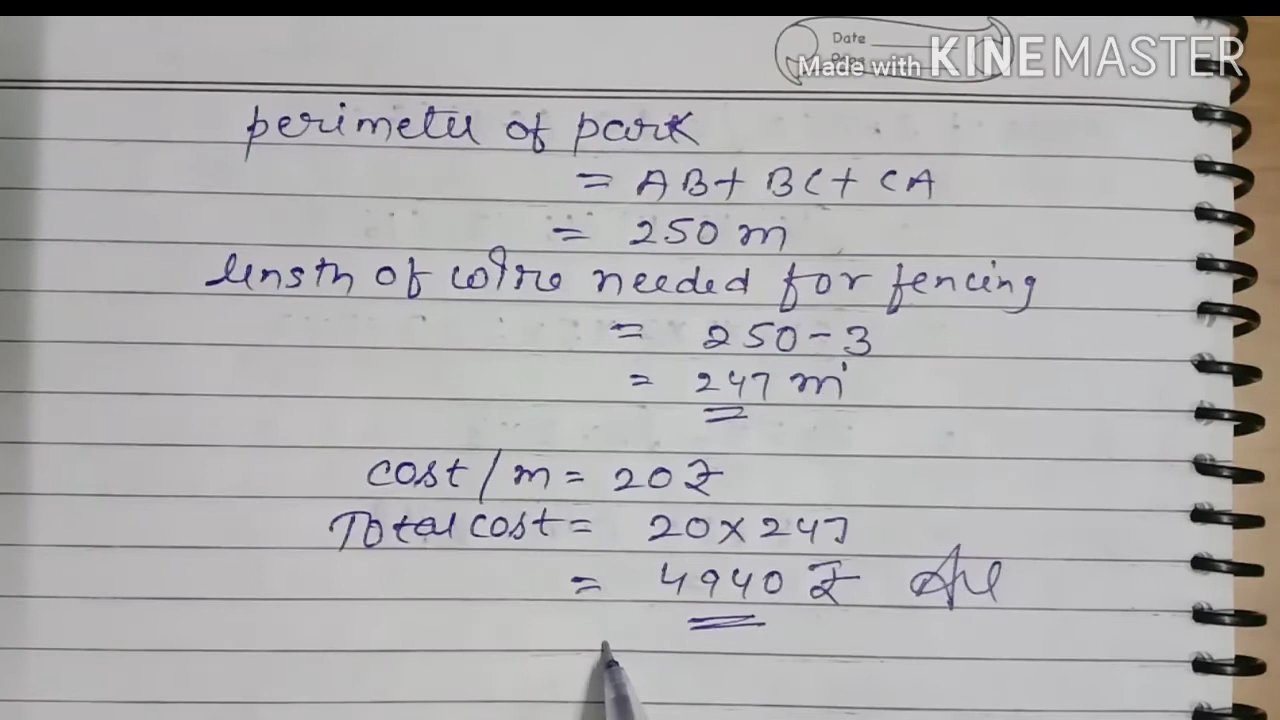 Date
Made with KINEMASTER
perimeter of park
= AB + BC + CA
= 250 m
length of wire needed for fencing
= 250 - 3
= 247 m
cost / m = 20 ₹
Total cost = 20 × 247
= 4940 ₹ Ans